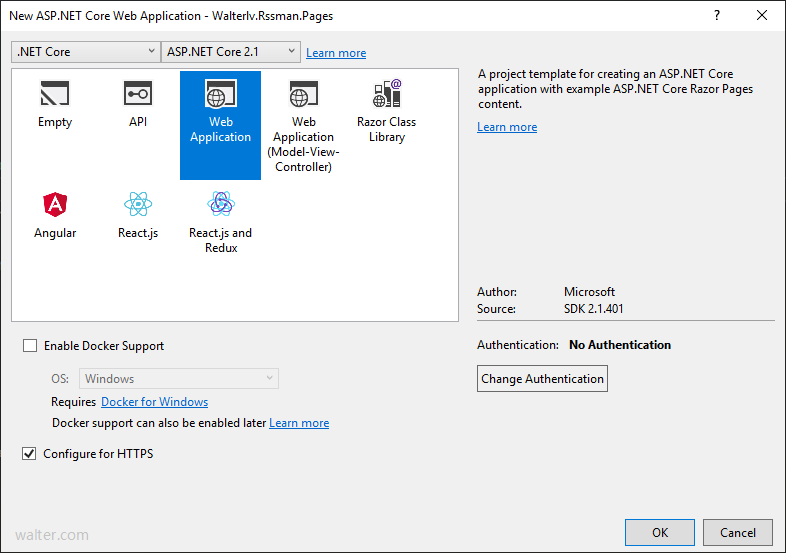 New ASP.NET Core Web Application - Walterlv.Rssman.Pages
.NET Core
ASP.NET Core 2.1
Learn more
Empty
API
Web
Application
Web
Application
(Model-View-
Controller)
Razor Class
Library
Angular
React.js
React.js and
Redux
A project template for creating an ASP.NET Core
application with example ASP.NET Core Razor Pages
content.
Learn more
Author: Microsoft
Source: SDK 2.1.401
Authentication: No Authentication
Change Authentication
Enable Docker Support
OS: Windows
Requires Docker for Windows
Docker support can also be enabled later Learn more
Configure for HTTPS
walter.com
OK
Cancel